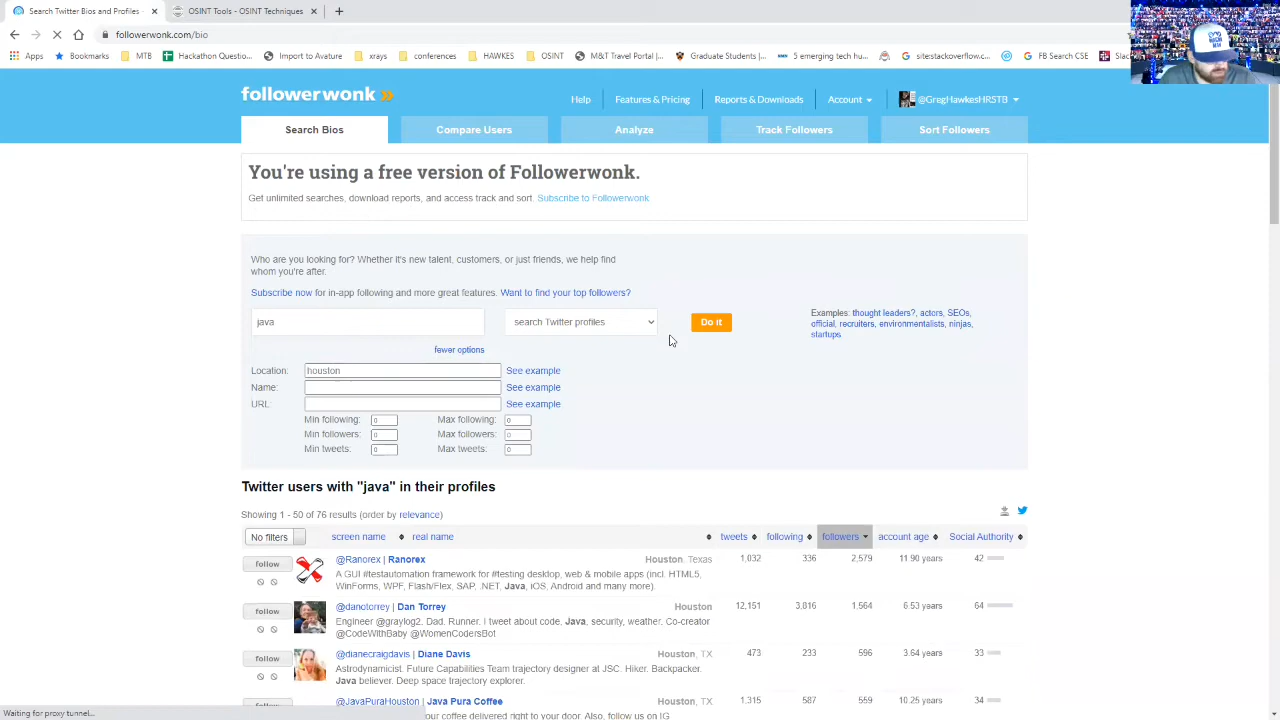 Search Twitter Bios and Profiles
OSINT Tools - OSINT Techniques
followerwonk.com/bio
Apps Bookmarks MTB Hackathon Questio... Import to Avature xrays conferences HAWKES OSINT M&T Travel Portal |... Graduate Students |... 5 emerging tech hu... site:stackoverflow.c... FB Search CSE
followerwonk
Help Features & Pricing Reports & Downloads Account @GregHawkesHRSTB
Search Bios Compare Users Analyze Track Followers Sort Followers
You're using a free version of Followerwonk.
Get unlimited searches, download reports, and access track and sort. Subscribe to Followerwonk
Who are you looking for? Whether it's new talent, customers, or just friends, we help find
whom you're after.
Subscribe now for in-app following and more great features. Want to find your top followers?
java search Twitter profiles Do it
Examples: thought leaders?, actors, SEOs,
official, recruiters, environmentalists, ninjas,
startups
fewer options
Location: houston See example
Name: See example
URL: See example
Min following: 0 Max following: 0
Min followers: 0 Max followers: 0
Min tweets: 0 Max tweets: 0
Twitter users with "java" in their profiles
Showing 1 - 50 of 76 results (order by relevance)
No filters screen name real name tweets following followers account age Social Authority
follow @Ranorex | Ranorex Houston, Texas 1,032 336 2,579 11.90 years 42
A GUI #testautomation framework for #testing desktop, web & mobile apps (incl. HTML5,
WinForms, WPF, Flash/Flex, SAP, .NET, Java, iOS, Android and many more).
follow @danotorrey | Dan Torrey Houston 12,151 3,816 1,564 6.53 years 64
Engineer @graylog2. Dad. Runner. I tweet about code, Java, security, weather. Co-creator
@CodeWithBaby @WomenCodersBot
follow @dianecraigdavis | Diane Davis Houston, TX 473 233 596 3.64 years 33
Astrodynamicist. Future Capabilities Team trajectory designer at JSC. Hiker. Backpacker.
Java believer. Deep space trajectory explorer.
follow @JavaPuraHouston | Java Pura Coffee Houston, TX 1,315 587 559 10.25 years 34
your coffee delivered right to your door. Also, follow us on IG
Waiting for proxy tunnel...